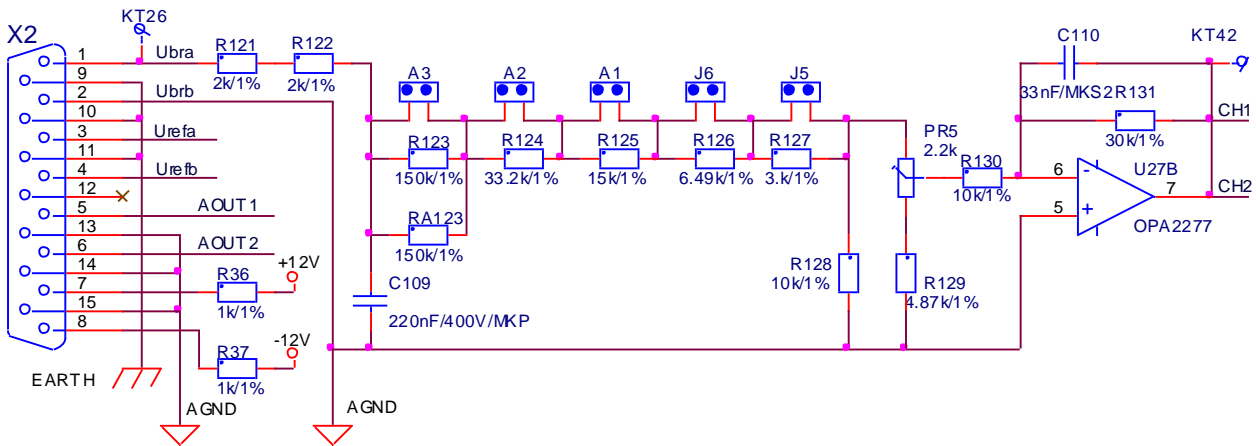 KT26
X2
1
Ubra
R121
2k/1%
R122
2k/1%
9
2
Ubrb
10
3
Urefa
11
4
Urefb
12
5
AOUT1
13
6
AOUT2
14
7
R36
1k/1%
+12V
15
8
R37
1k/1%
-12V
EARTH
AGND
AGND
A3
A2
A1
J6
J5
R123
150k/1%
R124
33.2k/1%
R125
15k/1%
R126
6.49k/1%
R127
3.k/1%
RA123
150k/1%
C109
220nF/400V/MKP
R128
10k/1%
R129
4.87k/1%
PR5
2.2k
R130
10k/1%
C110
33nF/MKS2
R131
30k/1%
KT42
CH1
U27B
6
-
5
+
7
CH2
OPA2277